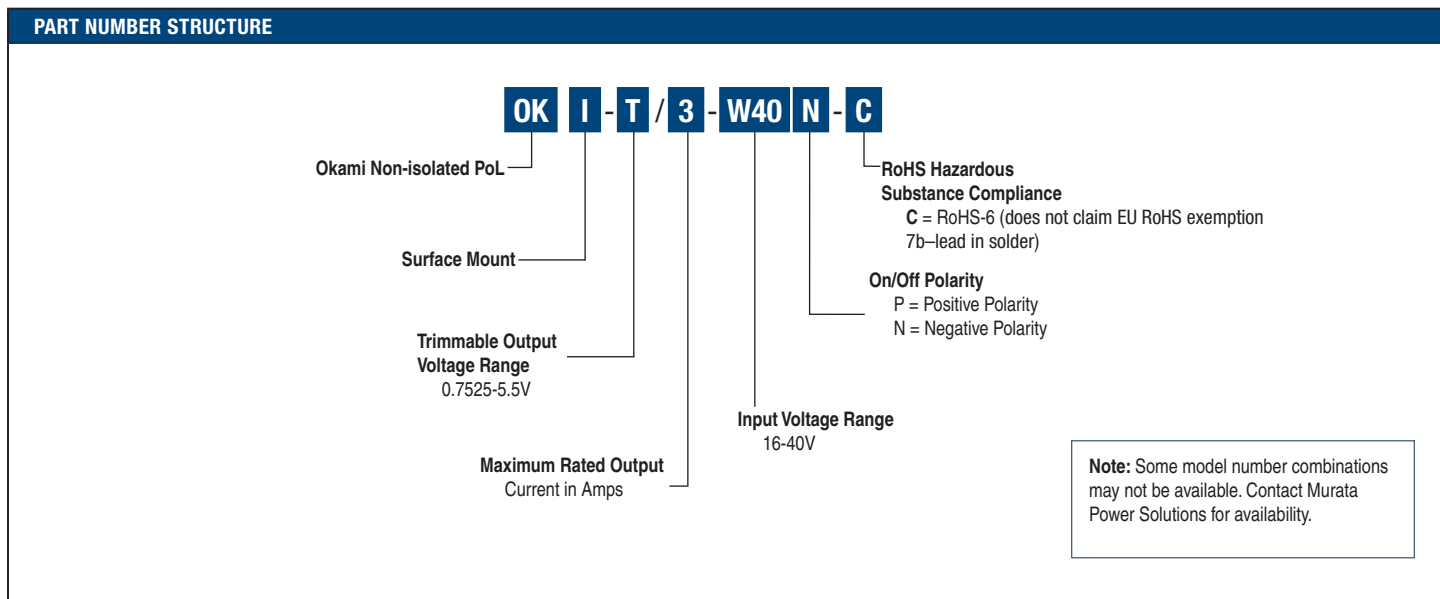 PART NUMBER STRUCTURE
OK I - T / 3 - W40 N - C
Okami Non-isolated PoL
RoHS Hazardous
Substance Compliance
C = RoHS-6 (does not claim EU RoHS exemption
7b–lead in solder)
Surface Mount
On/Off Polarity
P = Positive Polarity
N = Negative Polarity
Trimmable Output
Voltage Range
0.7525-5.5V
Input Voltage Range
16-40V
Maximum Rated Output
Current in Amps
Note: Some model number combinations
may not be available. Contact Murata
Power Solutions for availability.